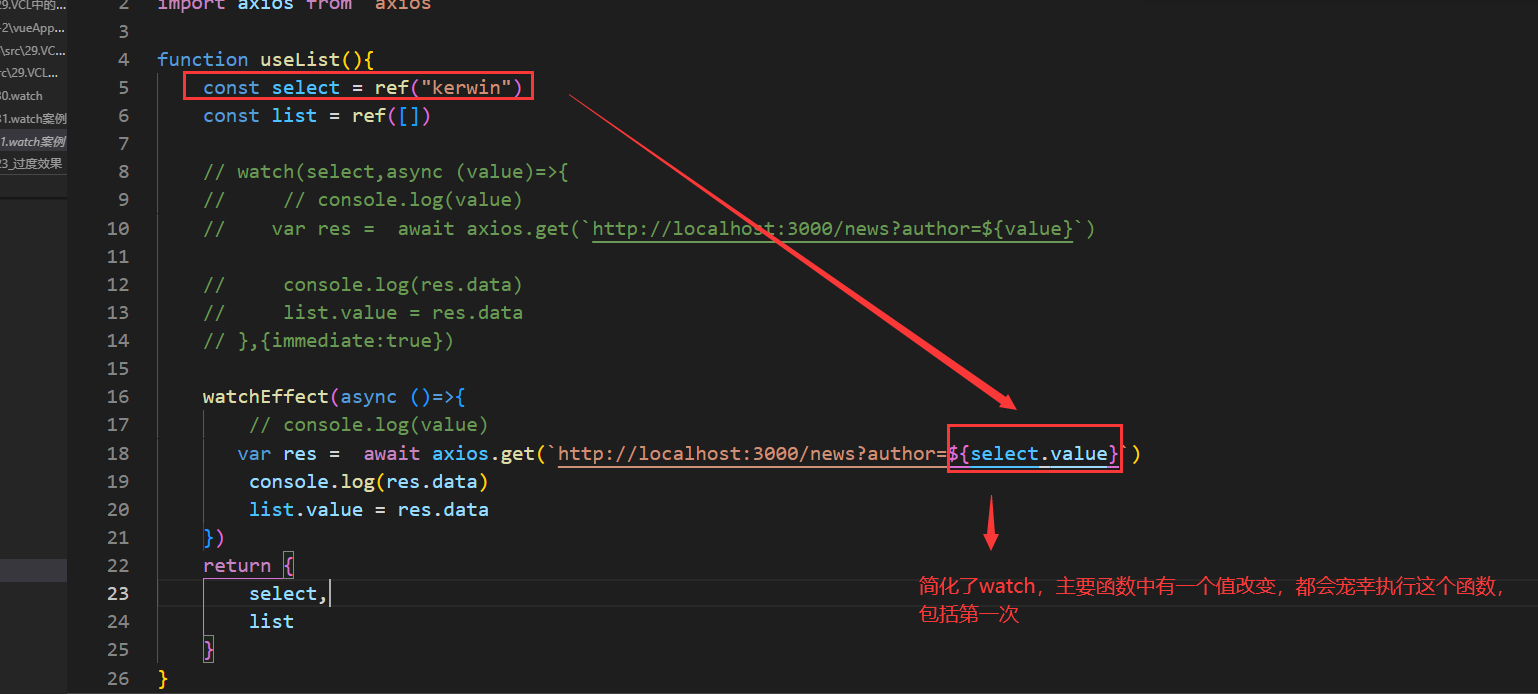 29.VCL中的...
-2\vueApp...
\src\29.VC...
rc\29.VCL...
30.watch
31.watch案例
1.watch案例
23_过度效果
2 import axios from 'axios'
3
4 function useList(){
5 const select = ref("kerwin")
6 const list = ref([])
7
8 // watch(select,async (value)=>{
9 // // console.log(value)
10 // var res = await axios.get(`http://localhost:3000/news?author=${value}`)
11
12 // console.log(res.data)
13 // list.value = res.data
14 // },{immediate:true})
15
16 watchEffect(async ()=>{
17 // console.log(value)
18 var res = await axios.get(`http://localhost:3000/news?author=${select.value}`)
19 console.log(res.data)
20 list.value = res.data
21 })
22 return {
23 select,
24 list
25 }
26 }
简化了watch，主要函数中有一个值改变，都会宠幸执行这个函数，
包括第一次